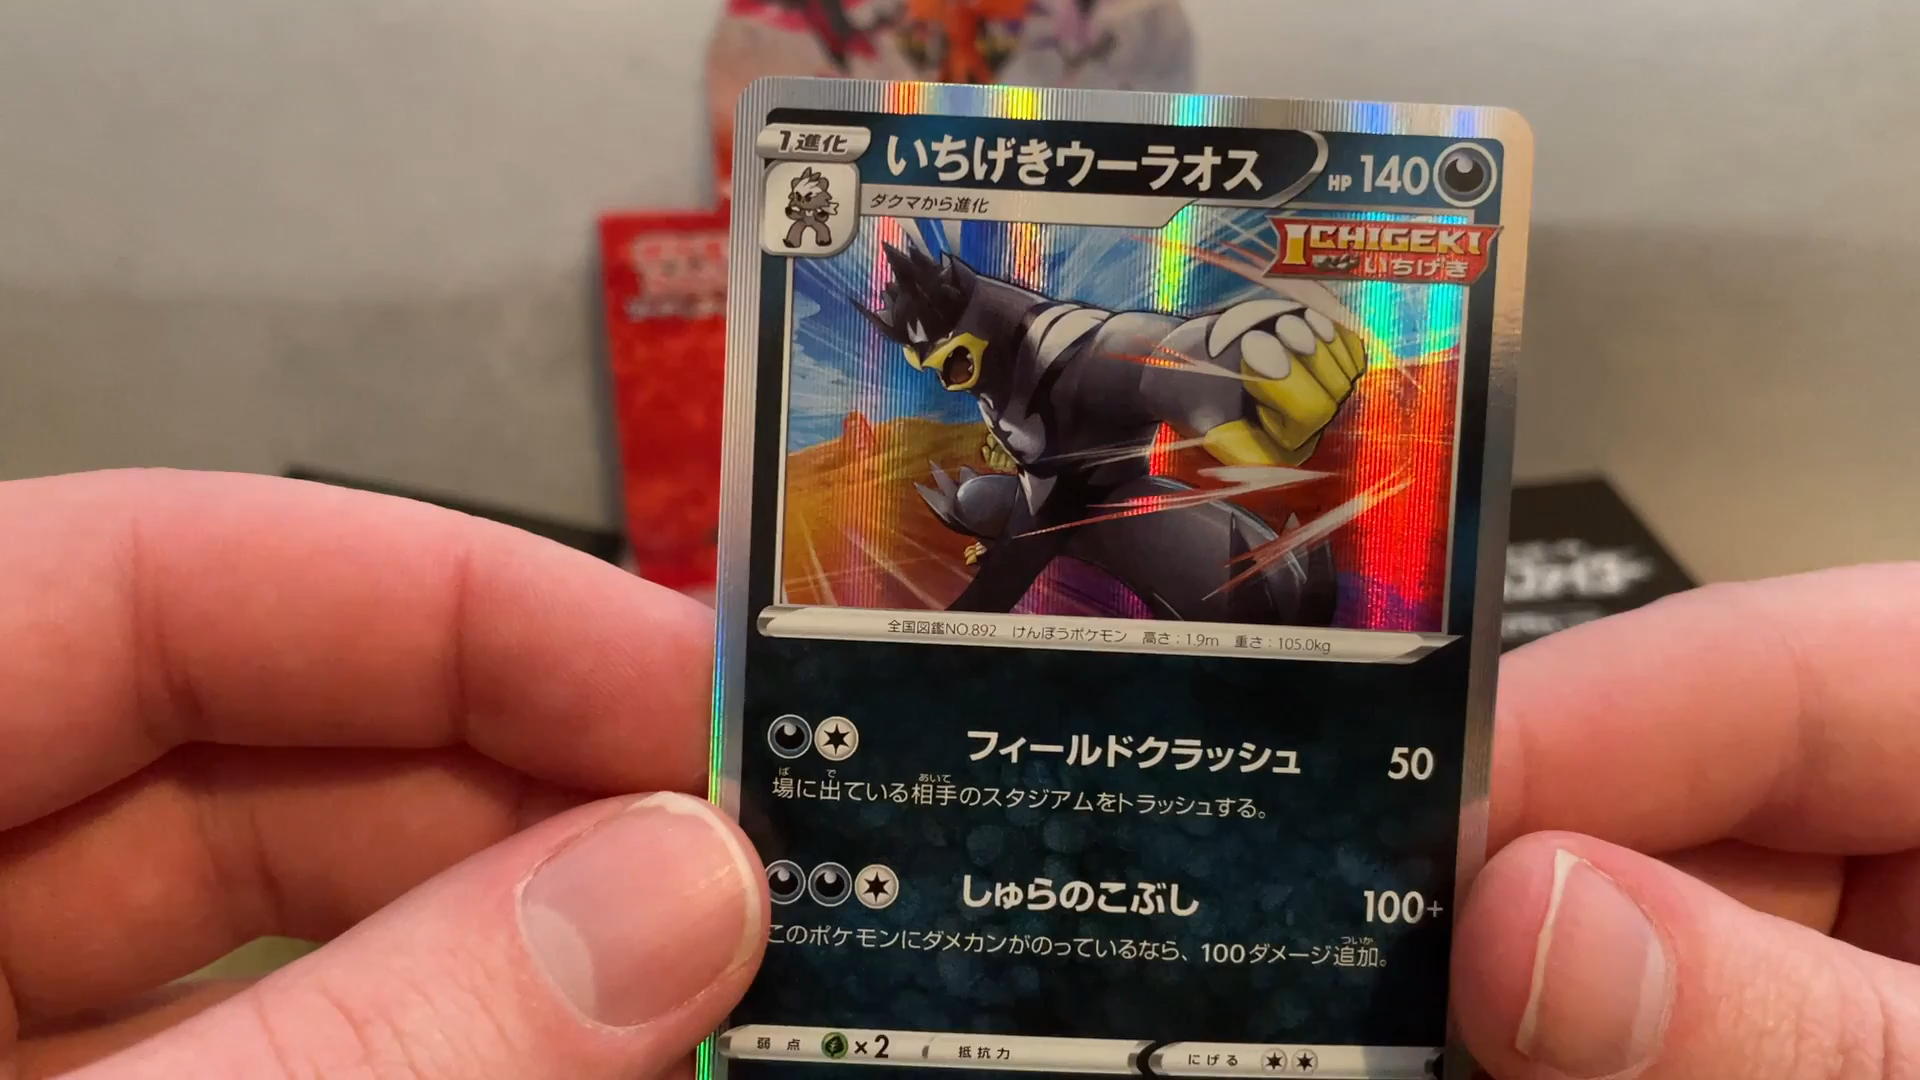 1進化
いちげきウーラオス
HP 140
ダクマから進化
ICHIGEKI
いちげき
全国図鑑NO.892 けんぽうポケモン 高さ:1.9m 重さ:105.0kg
フィールドクラッシュ 50
場に出ている相手のスタジアムをトラッシュする。
しゅらのこぶし 100+
このポケモンにダメカンがのっているなら、100ダメージ追加。
弱点 ×2 抵抗力 にげる